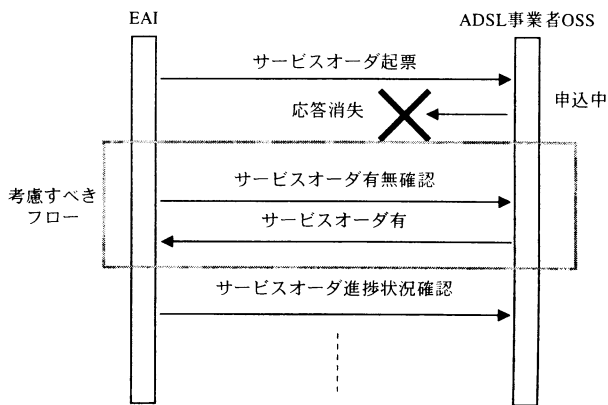 EAI
ADSL事業者OSS
サービスオーダ起票
応答消失
申込中
考慮すべき
フロー
サービスオーダ有無確認
サービスオーダ有
サービスオーダ進捗状況確認